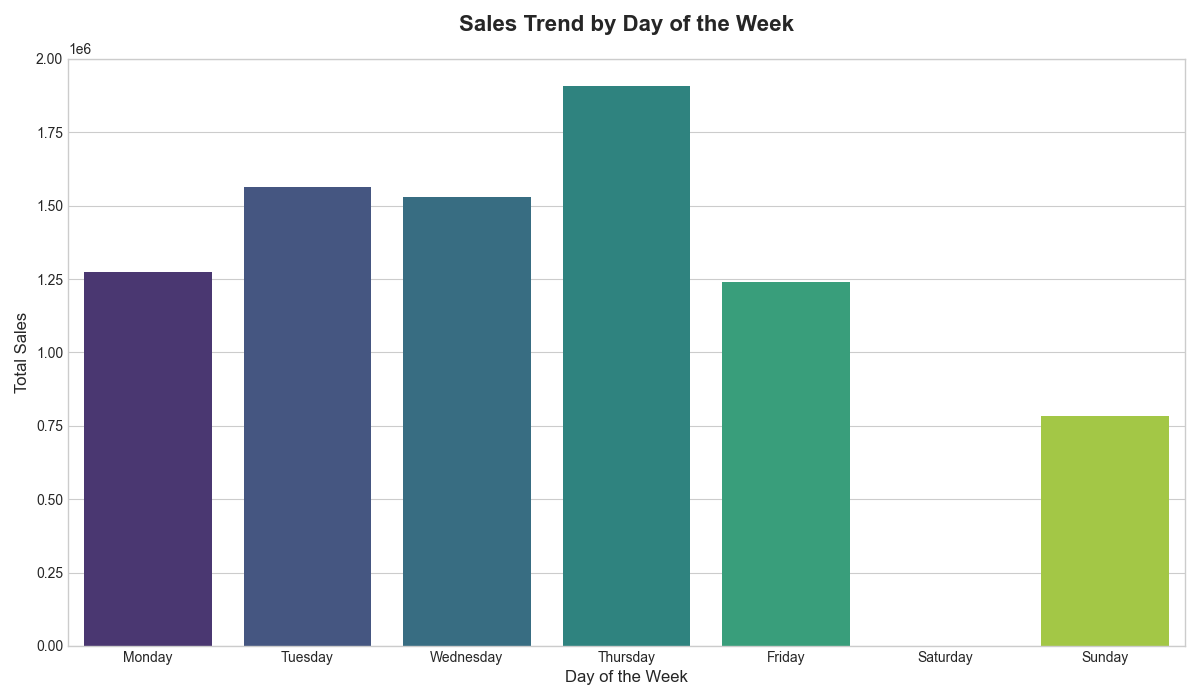 Sales Trend by Day of the Week
1e6
2.00
1.75
1.50
1.25
1.00
0.75
0.50
0.25
0.00
Total Sales
Monday Tuesday Wednesday Thursday Friday Saturday Sunday
Day of the Week